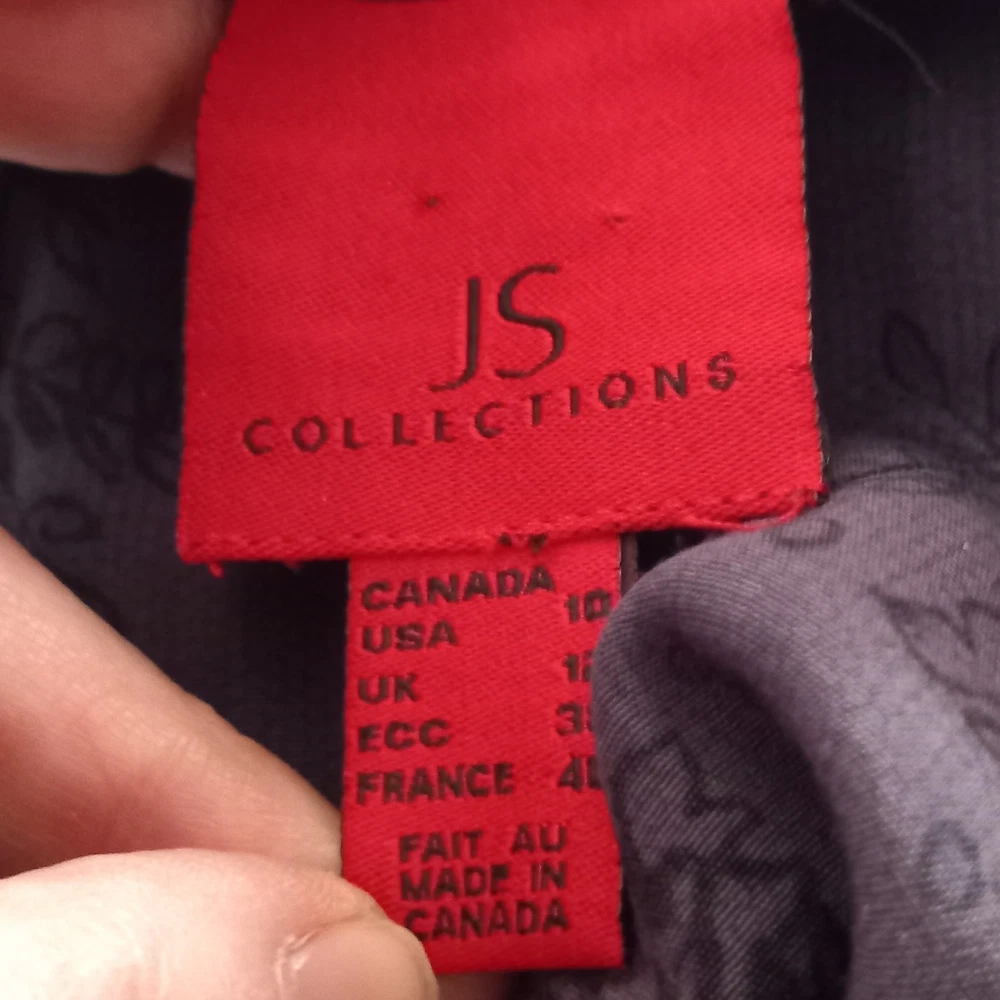 JS
COLLECTIONS
CANADA
USA 10
UK
ECC
FRANCE
FAIT AU
MADE IN
CANADA